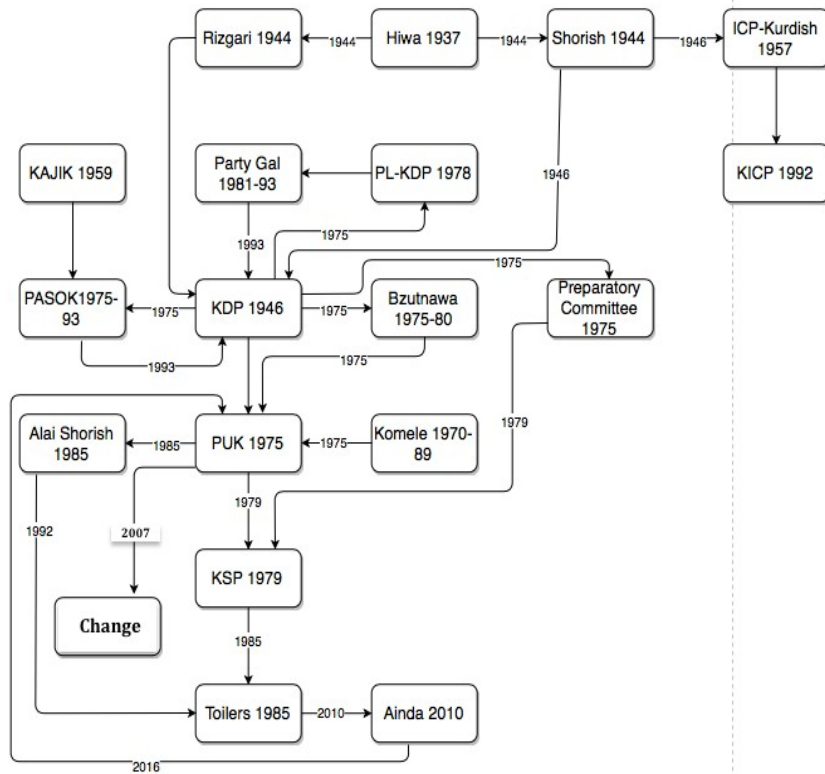 Rizgari 1944
1944
Hiwa 1937
1944
Shorish 1944
1946
ICP-Kurdish
1957
KAJIK 1959
Party Gal
1981-93
PL-KDP 1978
1946
KICP 1992
1993
1975
1975
PASOK1975-
93
1975
KDP 1946
1975
Bzutnawa
1975-80
Preparatory
Committee
1975
1993
1975
Alai Shorish
1985
1985
PUK 1975
1975
Komele 1970-
89
1979
1992
2007
1979
KSP 1979
Change
1985
Toilers 1985
2010
Ainda 2010
2016